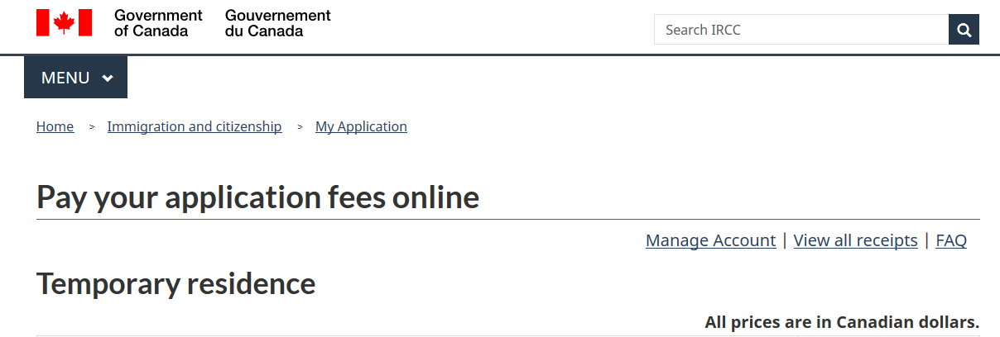 Government of Canada
Gouvernement du Canada
Search IRCC
MENU
Home > Immigration and citizenship > My Application
Pay your application fees online
Manage Account | View all receipts | FAQ
Temporary residence
All prices are in Canadian dollars.